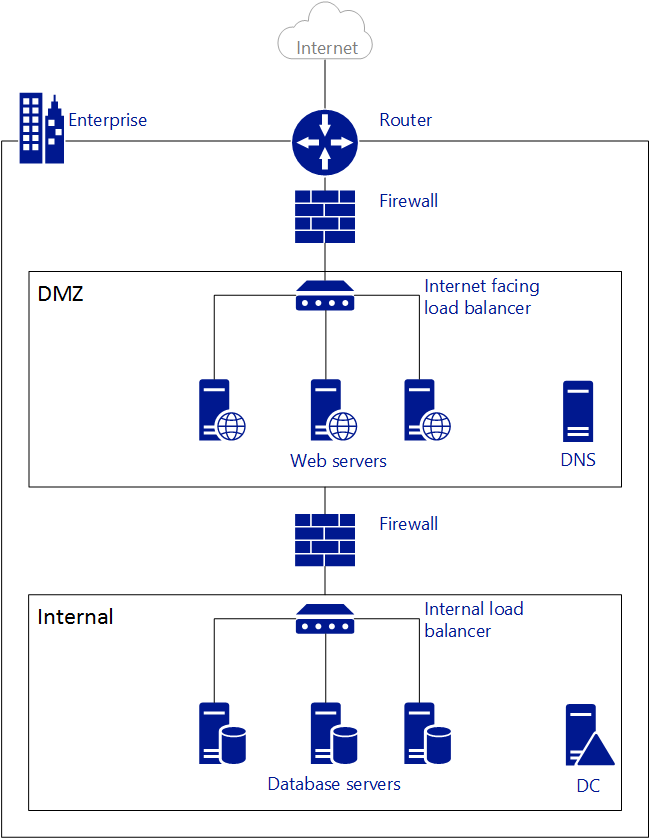 Internet
Enterprise
Router
Firewall
DMZ
Internet facing
load balancer
Web servers
DNS
Firewall
Internal
Internal load
balancer
Database servers
DC